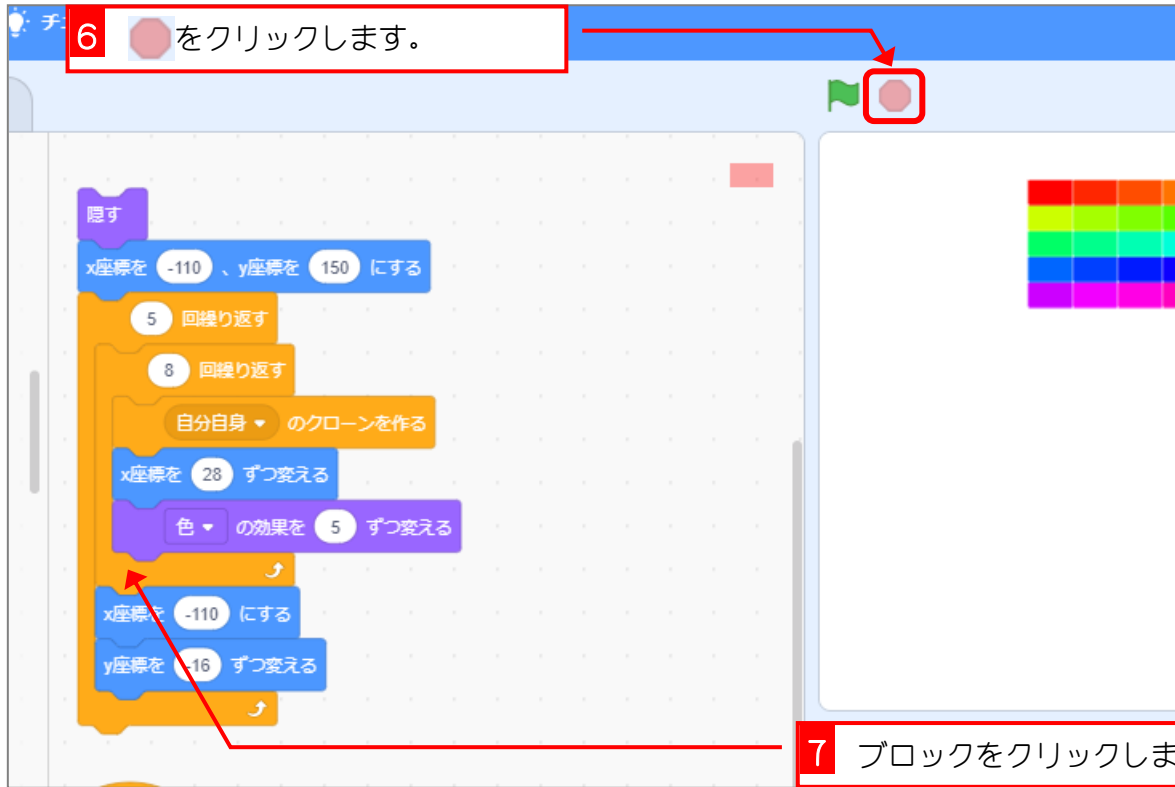 チ
6 をクリックします。
隠す
x座標を -110 、y座標を 150 にする
5 回繰り返す
8 回繰り返す
自分自身 のクローンを作る
x座標を 28 ずつ変える
色 の効果を 5 ずつ変える
x座標を -110 にする
y座標を -16 ずつ変える
7 ブロックをクリックしま